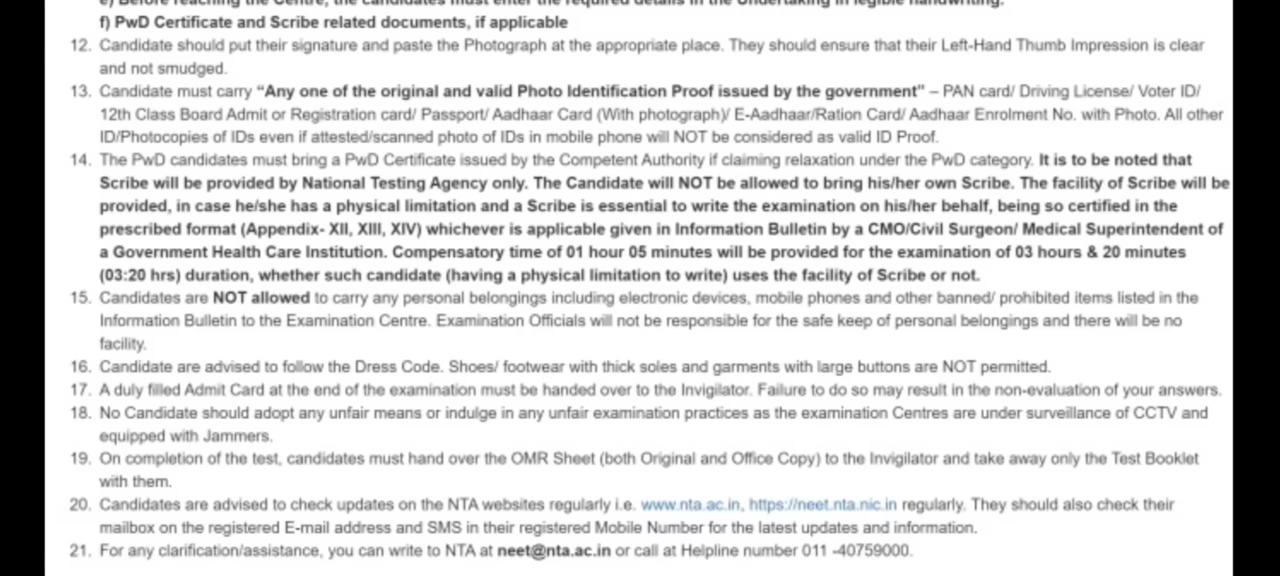 e) Before reaching the Centre, the candidates must enter the required details in the Undertaking in legible handwriting.
f) PwD Certificate and Scribe related documents, if applicable
12. Candidate should put their signature and paste the Photograph at the appropriate place. They should ensure that their Left-Hand Thumb Impression is clear
and not smudged.
13. Candidate must carry “Any one of the original and valid Photo Identification Proof issued by the government” – PAN card/ Driving License/ Voter ID/
12th Class Board Admit or Registration card/ Passport/ Aadhaar Card (With photograph)/ E-Aadhaar/Ration Card/ Aadhaar Enrolment No. with Photo. All other
ID/Photocopies of IDs even if attested/scanned photo of IDs in mobile phone will NOT be considered as valid ID Proof.
14. The PwD candidates must bring a PwD Certificate issued by the Competent Authority if claiming relaxation under the PwD category. It is to be noted that
Scribe will be provided by National Testing Agency only. The Candidate will NOT be allowed to bring his/her own Scribe. The facility of Scribe will be
provided, in case he/she has a physical limitation and a Scribe is essential to write the examination on his/her behalf, being so certified in the
prescribed format (Appendix- XII, XIII, XIV) whichever is applicable given in Information Bulletin by a CMO/Civil Surgeon/ Medical Superintendent of
a Government Health Care Institution. Compensatory time of 01 hour 05 minutes will be provided for the examination of 03 hours & 20 minutes
(03:20 hrs) duration, whether such candidate (having a physical limitation to write) uses the facility of Scribe or not.
15. Candidates are NOT allowed to carry any personal belongings including electronic devices, mobile phones and other banned/ prohibited items listed in the
Information Bulletin to the Examination Centre. Examination Officials will not be responsible for the safe keep of personal belongings and there will be no
facility.
16. Candidate are advised to follow the Dress Code. Shoes/ footwear with thick soles and garments with large buttons are NOT permitted.
17. A duly filled Admit Card at the end of the examination must be handed over to the Invigilator. Failure to do so may result in the non-evaluation of your answers.
18. No Candidate should adopt any unfair means or indulge in any unfair examination practices as the examination Centres are under surveillance of CCTV and
equipped with Jammers.
19. On completion of the test, candidates must hand over the OMR Sheet (both Original and Office Copy) to the Invigilator and take away only the Test Booklet
with them.
20. Candidates are advised to check updates on the NTA websites regularly i.e. www.nta.ac.in, https://neet.nta.nic.in regularly. They should also check their
mailbox on the registered E-mail address and SMS in their registered Mobile Number for the latest updates and information.
21. For any clarification/assistance, you can write to NTA at neet@nta.ac.in or call at Helpline number 011 -40759000.